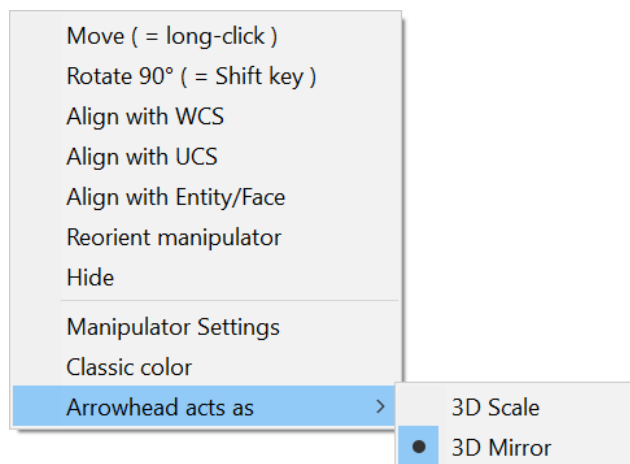 Move ( = long-click )
Rotate 90° ( = Shift key )
Align with WCS
Align with UCS
Align with Entity/Face
Reorient manipulator
Hide
Manipulator Settings
Classic color
Arrowhead acts as
3D Scale
3D Mirror